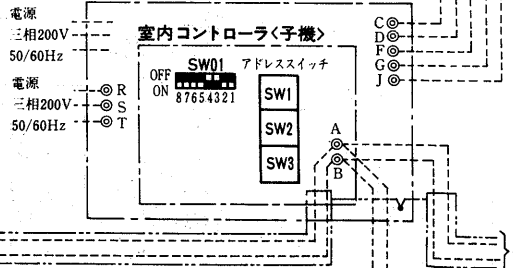 電源
三相200V
50/60Hz
電源
三相200V
50/60Hz
R
S
T
室内コントローラ〈子機〉
SW01
OFF
ON
87654321
アドレススイッチ
SW1
SW2
SW3
A
B
C
D
F
G
J